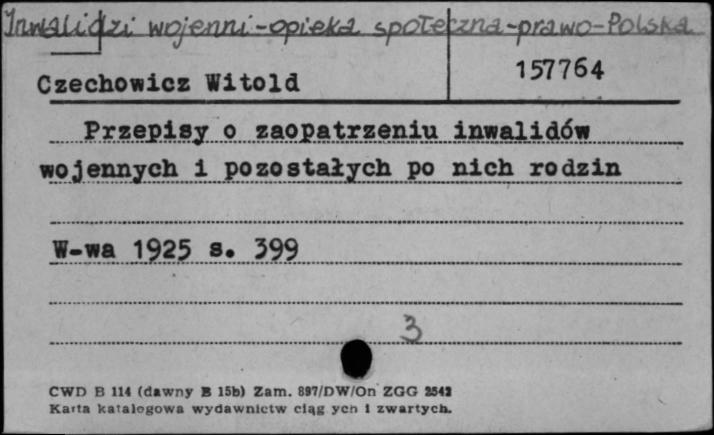 Inwalidzi wojenni-opieka społeczna-prawo-Polska
Czechowicz Witold
157764
Przepisy o zaopatrzeniu inwalidów
wojennych i pozostałych po nich rodzin
W-wa 1925 s. 399
3
CWD B 114 (dawny B 15b) Zam. 897/DW/On ZGG 2542
Karta katalogowa wydawnictw ciąg ych i zwartych.